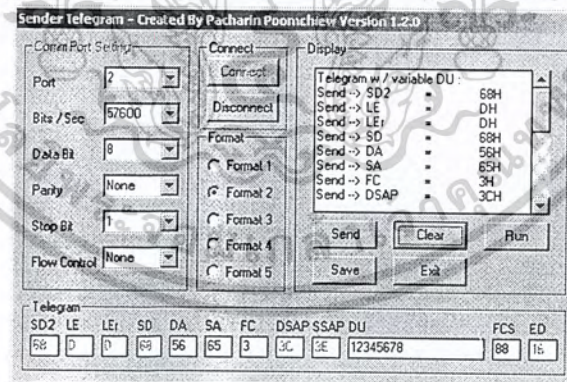 Sender Telegram - Created By Pacharin Poomchiew Version 1.2.0
Comm Port Setting
Port 2
Bits / Sec 57600
Data Bit 8
Parity None
Stop Bit 1
Flow Control None
Connect
Connect
Disconnect
Format
Format 1
Format 2
Format 3
Format 4
Format 5
Display
Telegram w / variable DU :
Send --> SD2 = 68H
Send --> LE = DH
Send --> LEr = DH
Send --> SD = 68H
Send --> DA = 56H
Send --> SA = 65H
Send --> FC = 3H
Send --> DSAP = 3CH
Send Clear Run
Save Exit
Telegram
SD2 LE LEr SD DA SA FC DSAP SSAP DU FCS ED
68 D D 68 56 65 3 3C 3E 12345678 88 16